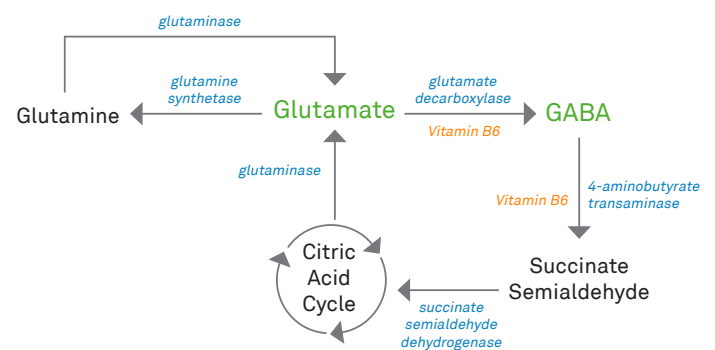 glutaminase
glutamine
synthetase
glutamate
decarboxylase
Glutamine
Glutamate
GABA
Vitamin B6
glutaminase
Vitamin B6
4-aminobutyrate
transaminase
Citric
Acid
Cycle
Succinate
Semialdehyde
succinate
semialdehyde
dehydrogenase